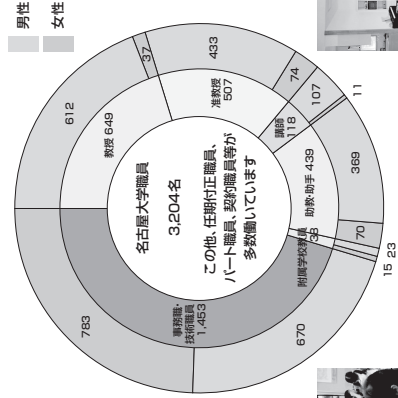 男性
女性
名古屋大学職員
3,204名
この他、任期付正職員、
パート職員、契約職員等が
多数働いています
教授 649
612
37
准教授
507
433
74
講師
118
107
11
助教・助手 439
369
70
附属学校教員
38
23
15
事務職・
技術職員
1,453
670
783